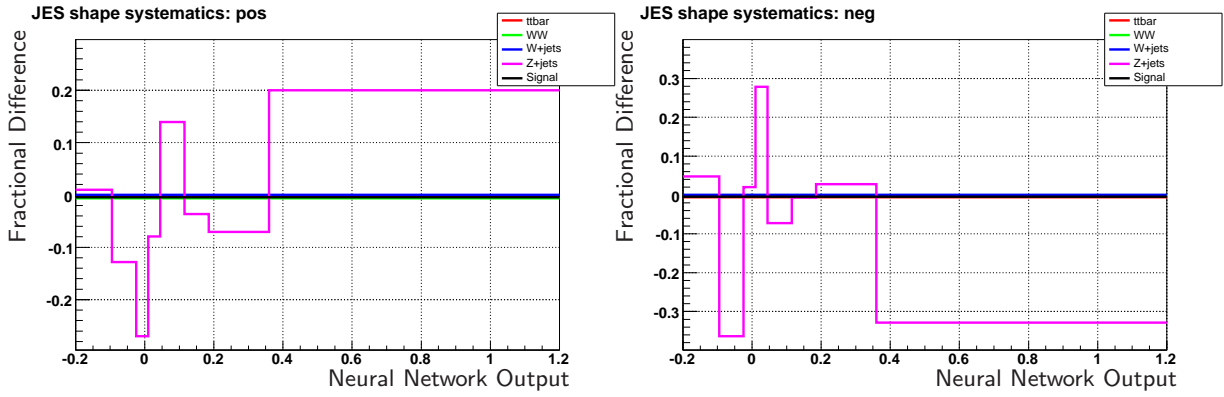 JES shape systematics: pos
ttbar
WW
W+jets
Z+jets
Signal
Fractional Difference
0.2
0.1
0
-0.1
-0.2
-0.2 0 0.2 0.4 0.6 0.8 1 1.2
Neural Network Output
JES shape systematics: neg
ttbar
WW
W+jets
Z+jets
Signal
Fractional Difference
0.3
0.2
0.1
0
-0.1
-0.2
-0.3
-0.2 0 0.2 0.4 0.6 0.8 1 1.2
Neural Network Output